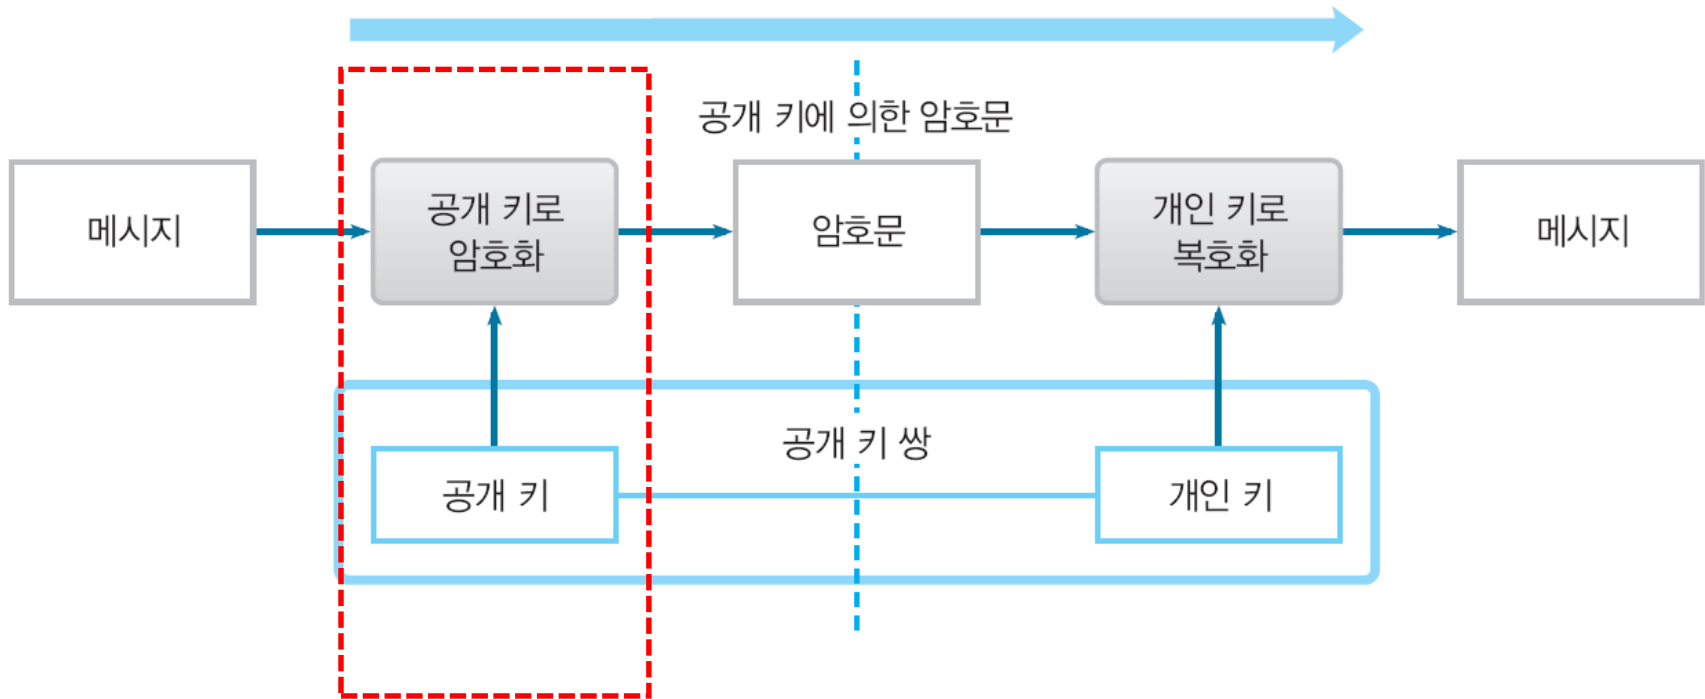 공개 키에 의한 암호문
메시지
공개 키로
암호화
암호문
개인 키로
복호화
메시지
공개 키 쌍
공개 키
개인 키